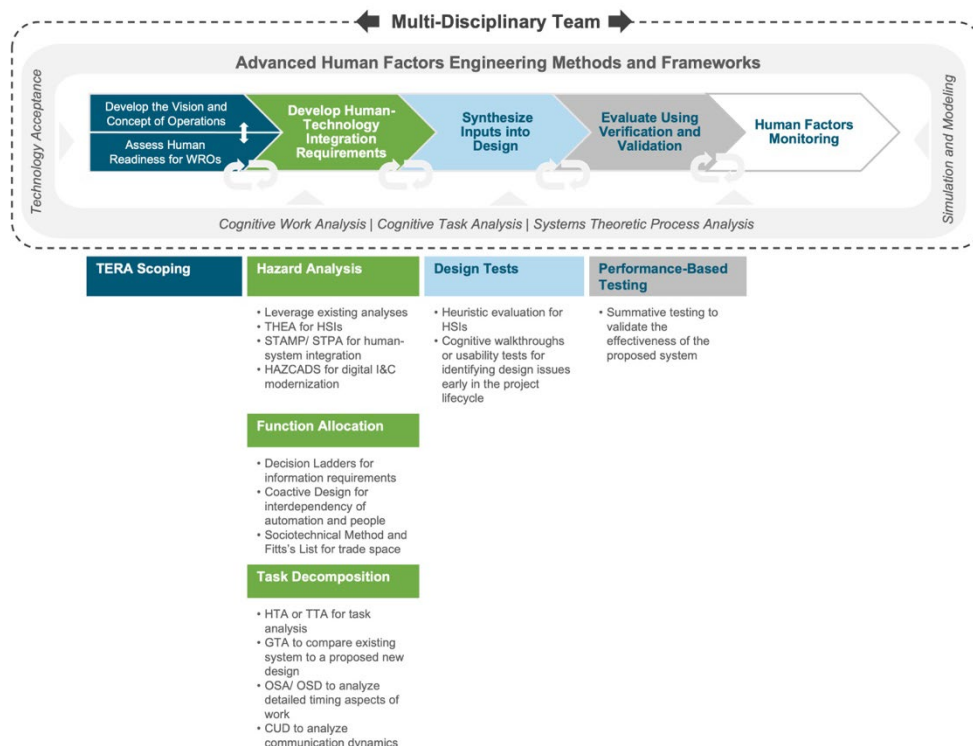 Multi-Disciplinary Team
Advanced Human Factors Engineering Methods and Frameworks
Technology Acceptance
Develop the Vision and
Concept of Operations
Assess Human
Readiness for WROs
Develop Human-
Technology
Integration
Requirements
Synthesize
Inputs into
Design
Evaluate Using
Verification and
Validation
Human Factors
Monitoring
Simulation and Modeling
Cognitive Work Analysis | Cognitive Task Analysis | Systems Theoretic Process Analysis
TERA Scoping
Hazard Analysis
• Leverage existing analyses
• THEA for HSIs
• STAMP/ STPA for human-
system integration
• HAZCADS for digital I&C
modernization
Function Allocation
• Decision Ladders for
information requirements
• Coactive Design for
interdependency of
automation and people
• Sociotechnical Method and
Fitts's List for trade space
Task Decomposition
• HTA or TTA for task
analysis
• GTA to compare existing
system to a proposed new
design
• OSA/ OSD to analyze
detailed timing aspects of
work
• CUD to analyze
communication dynamics
Design Tests
• Heuristic evaluation for
HSIs
• Cognitive walkthroughs
or usability tests for
identifying design issues
early in the project
lifecycle
Performance-Based
Testing
• Summative testing to
validate the
effectiveness of the
proposed system